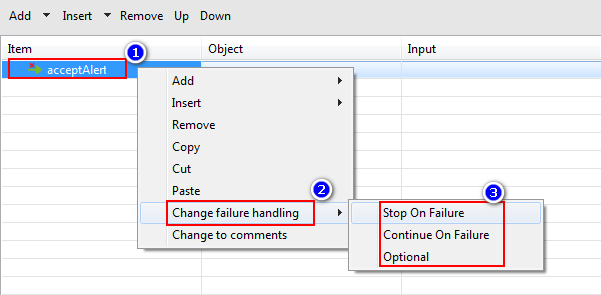 Add Insert Remove Up Down
Item Object Input
acceptAlert
1
Add
Insert
Remove
Copy
Cut
Paste
2
3
Change failure handling
Stop On Failure
Change to comments
Continue On Failure
Optional